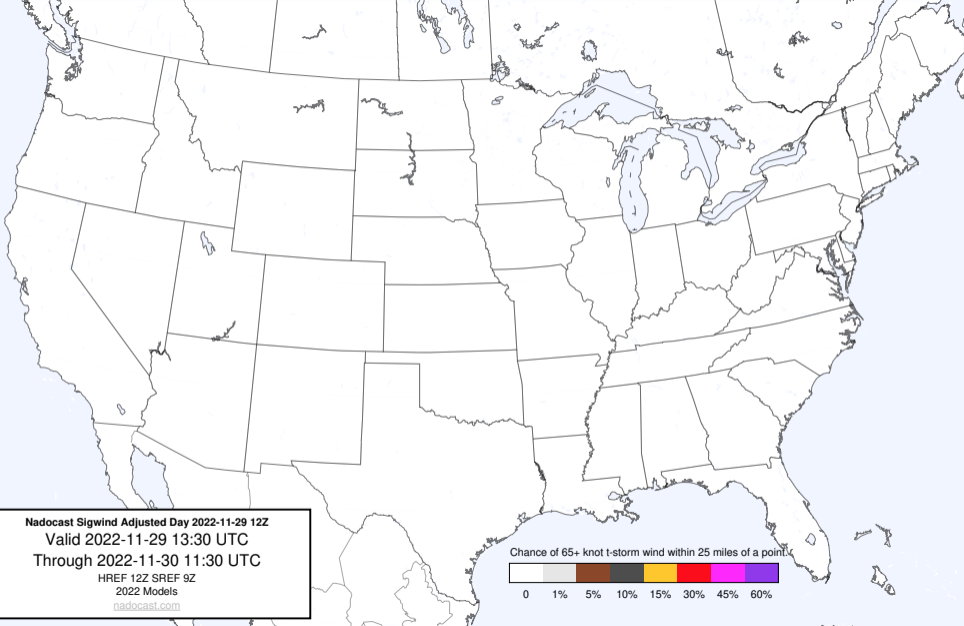 Nadocast Sigwind Adjusted Day 2022-11-29 12Z
Valid 2022-11-29 13:30 UTC
Through 2022-11-30 11:30 UTC
HREF 12Z SREF 9Z
2022 Models
nadocast.com
Chance of 65+ knot t-storm wind within 25 miles of a point.
0 1% 5% 10% 15% 30% 45% 60%